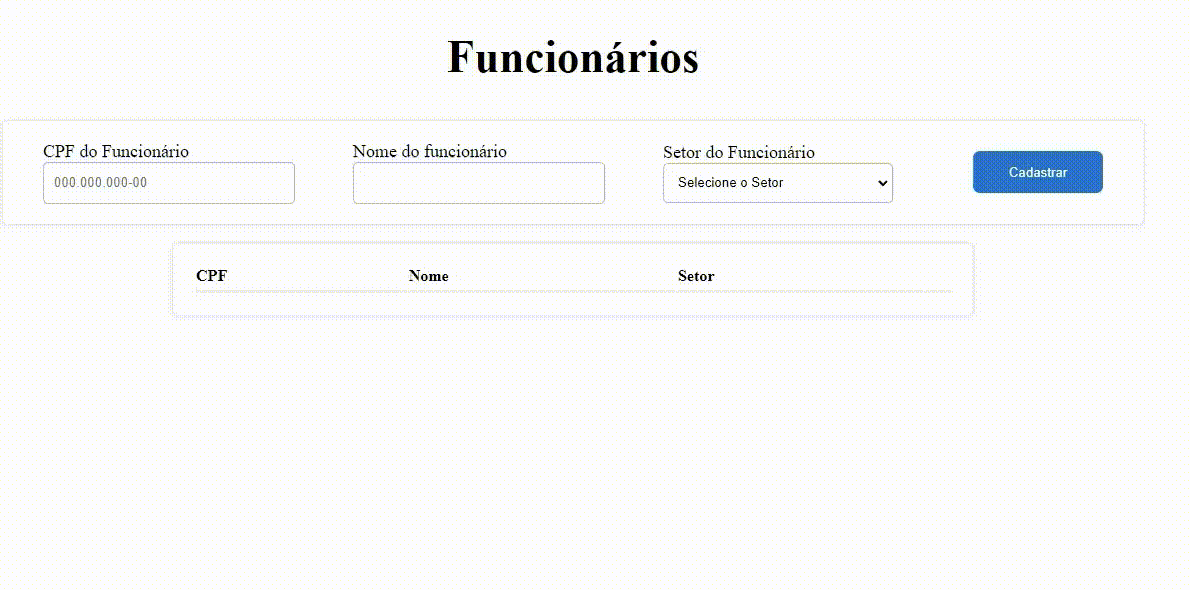 Funcionários
CPF do Funcionário Nome do funcionário Setor do Funcionário
000.000.000-00 Selecione o Setor Cadastrar
CPF Nome Setor